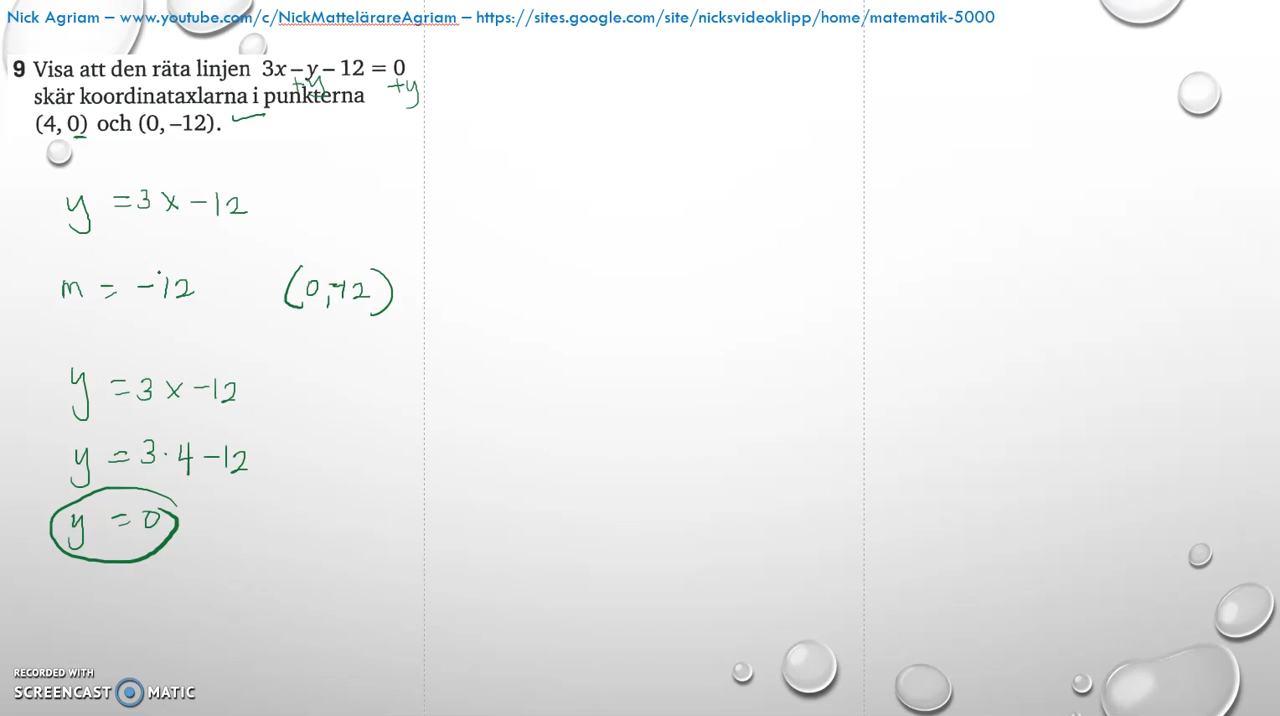 Nick Agriam – www.youtube.com/c/NickMattelärareAgriam – https://sites.google.com/site/nicksvideoklipp/home/matematik-5000
9 Visa att den räta linjen 3x – y – 12 = 0
+y +y
skär koordinataxlarna i punkterna
(4, 0) och (0, –12).
y = 3x – 12
m = –12 (0,–12)
y = 3x – 12
y = 3·4 – 12
y = 0
RECORDED WITH
SCREENCAST MATIC